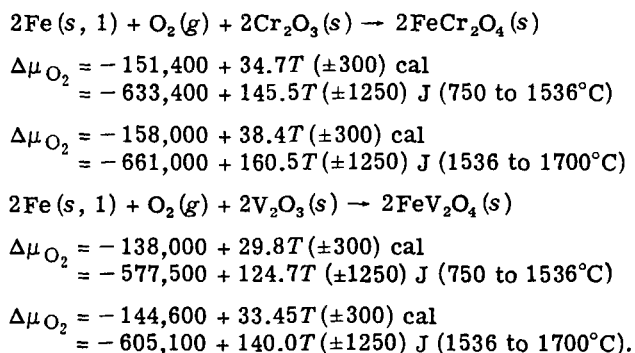 2Fe(s, l) + O₂(g) + 2Cr₂O₃(s) → 2FeCr₂O₄(s)
Δμ_O₂ = − 151,400 + 34.7T (±300) cal
= − 633,400 + 145.5T (±1250) J (750 to 1536°C)
Δμ_O₂ = − 158,000 + 38.4T (±300) cal
= − 661,000 + 160.5T (±1250) J (1536 to 1700°C)
2Fe(s, l) + O₂(g) + 2V₂O₃(s) → 2FeV₂O₄(s)
Δμ_O₂ = − 138,000 + 29.8T (±300) cal
= − 577,500 + 124.7T (±1250) J (750 to 1536°C)
Δμ_O₂ = − 144,600 + 33.45T (±300) cal
= − 605,100 + 140.0T (±1250) J (1536 to 1700°C).